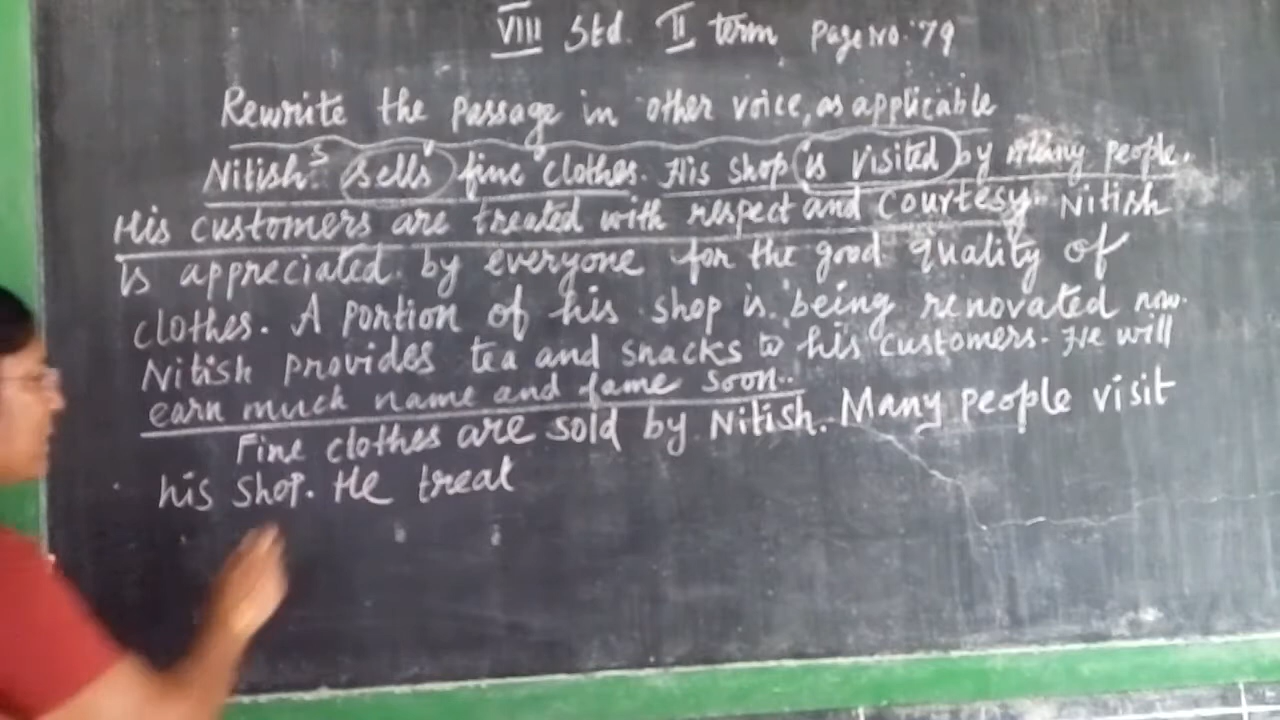 VIII Std. II term Page No. 79
Rewrite the passage in other voice, as applicable
Nitish sells fine clothes. His shop is visited by many people.
S
His customers are treated with respect and courtesy. Nitish
is appreciated by everyone for the good quality of
clothes. A portion of his shop is being renovated now.
Nitish provides tea and snacks to his customers. He will
earn much name and fame soon..
Fine clothes are sold by Nitish. Many people visit
his shop. He treat